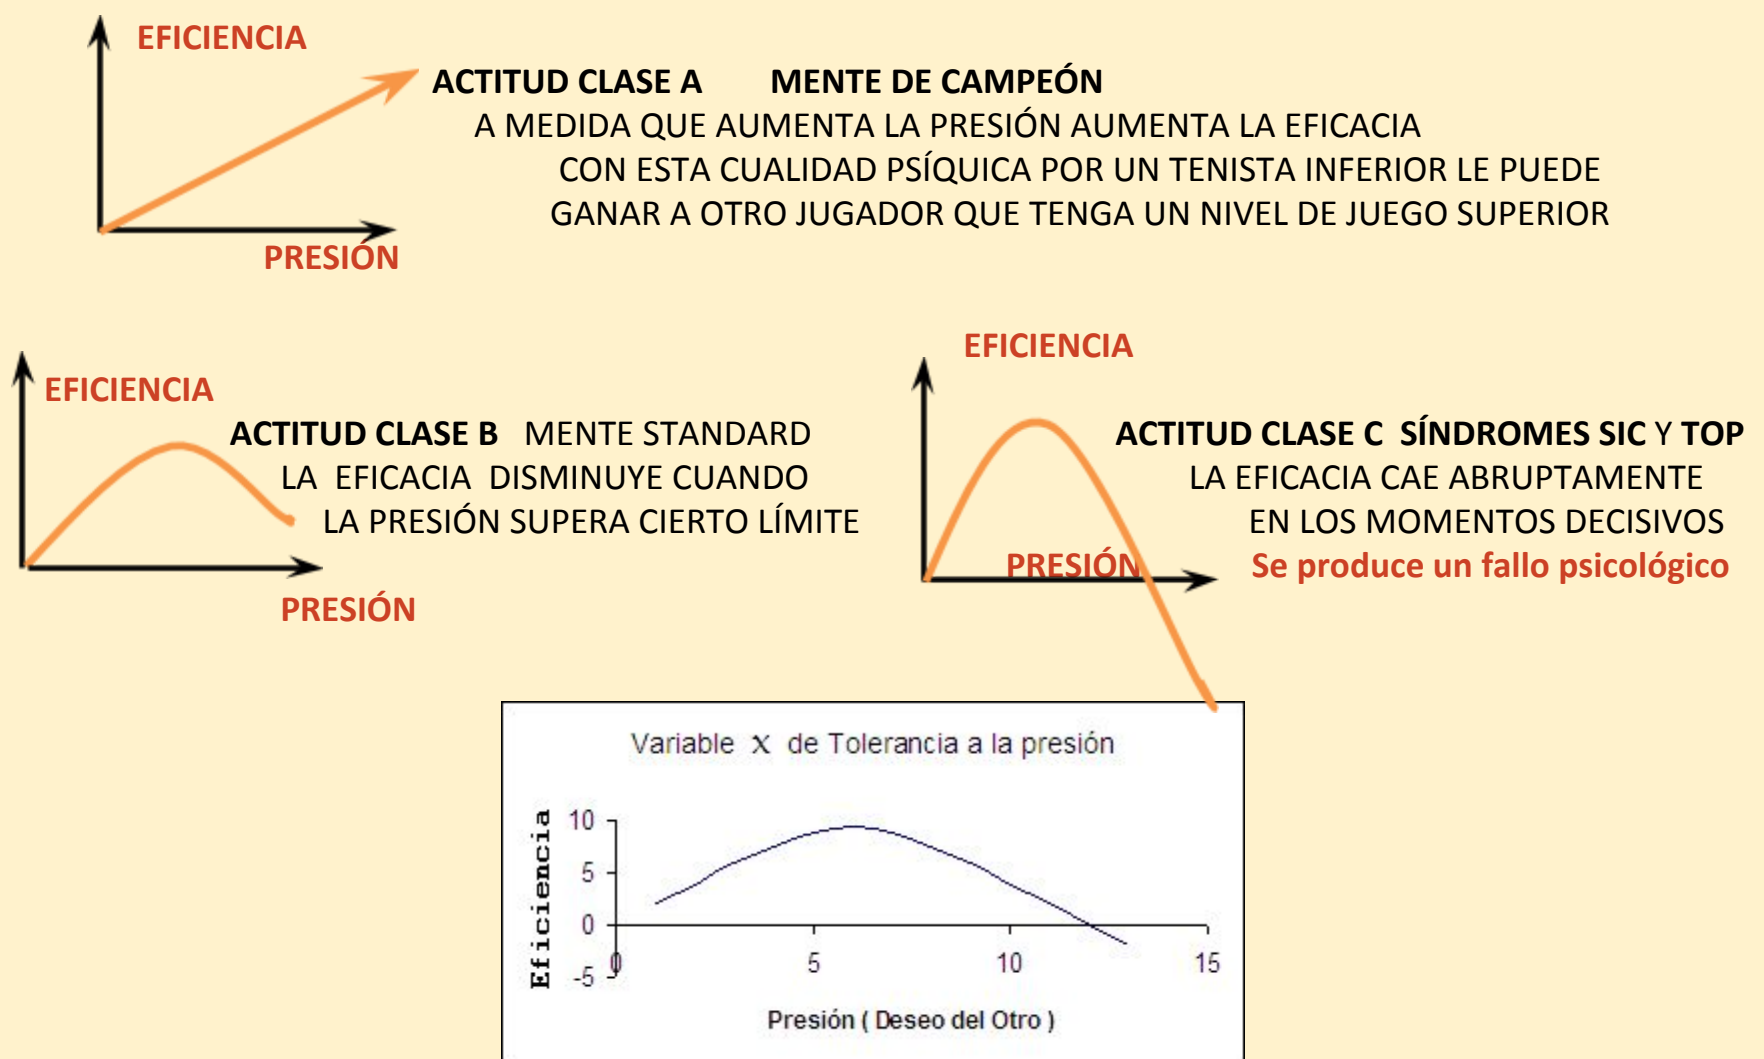 EFICIENCIA
ACTITUD CLASE A MENTE DE CAMPEÓN
A MEDIDA QUE AUMENTA LA PRESIÓN AUMENTA LA EFICACIA
CON ESTA CUALIDAD PSÍQUICA POR UN TENISTA INFERIOR LE PUEDE
GANAR A OTRO JUGADOR QUE TENGA UN NIVEL DE JUEGO SUPERIOR
PRESIÓN
EFICIENCIA
ACTITUD CLASE B MENTE STANDARD
LA EFICACIA DISMINUYE CUANDO
LA PRESIÓN SUPERA CIERTO LÍMITE
PRESIÓN
EFICIENCIA
ACTITUD CLASE C SÍNDROMES SIC Y TOP
LA EFICACIA CAE ABRUPTAMENTE
EN LOS MOMENTOS DECISIVOS
PRESIÓN
Se produce un fallo psicológico
Variable X de Tolerancia a la presión
Eficiencia
10
5
0
-5
0 5 10 15
Presión ( Deseo del Otro )